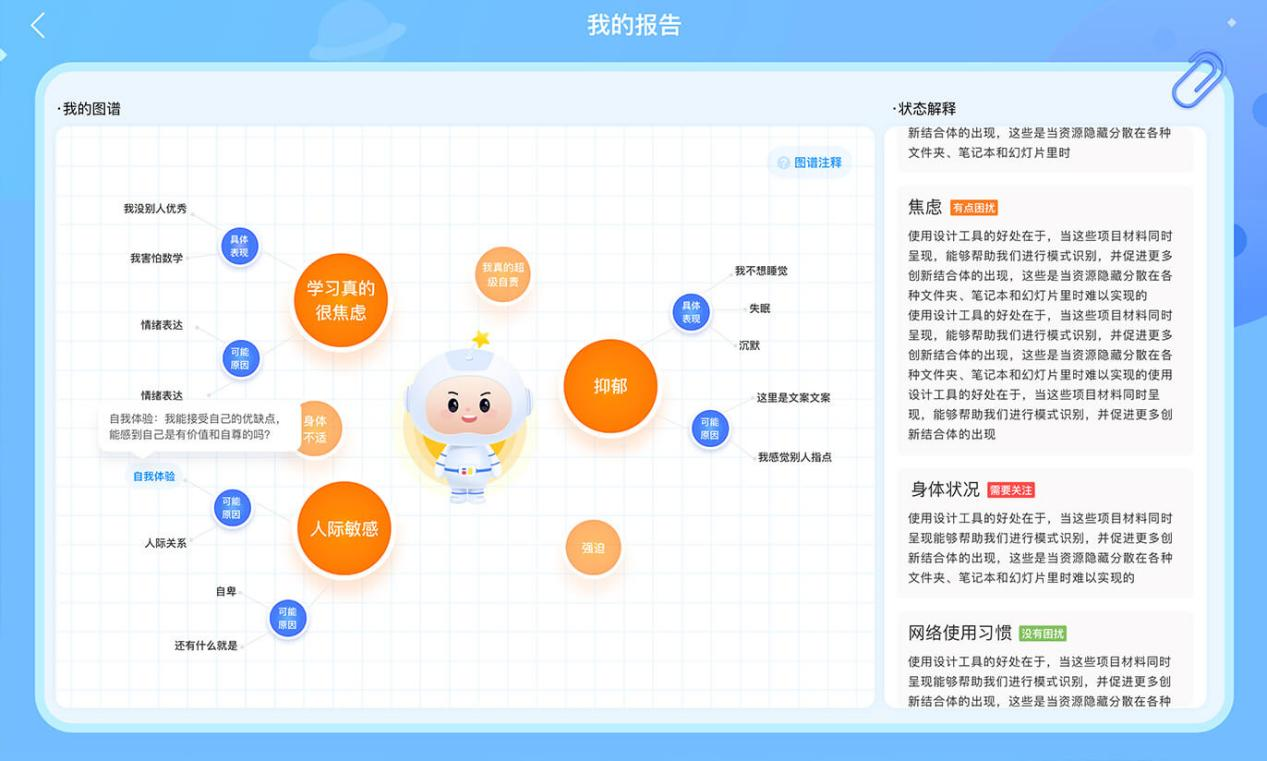 我的报告
·我的图谱
图谱注释
我没别人优秀
具体
表现
我害怕数学
学习真的
很焦虑
情绪表达
可能
原因
情绪表达
我真的超
级自责
身体
不适
自我体验：我能接受自己的优缺点，
能感到自己是有价值和自尊的吗？
自我体验
可能
原因
人际关系
人际敏感
自卑
可能
原因
还有什么就是
抑郁
具体
表现
我不想睡觉
失眠
沉默
可能
原因
这里是文案文案
我感觉别人指点
强迫
·状态解释
新结合体的出现，这些是当资源隐藏分散在各种
文件夹、笔记本和幻灯片里时
焦虑 有点困扰
使用设计工具的好处在于，当这些项目材料同时
呈现，能够帮助我们进行模式识别，并促进更多
创新结合体的出现，这些是当资源隐藏分散在各
种文件夹、笔记本和幻灯片里时难以实现的
使用设计工具的好处在于，当这些项目材料同时
呈现，能够帮助我们进行模式识别，并促进更多
创新结合体的出现，这些是当资源隐藏分散在各
种文件夹、笔记本和幻灯片里时难以实现的使用
设计工具的好处在于，当这些项目材料同时呈
现，能够帮助我们进行模式识别，并促进更多创
新结合体的出现
身体状况 需要关注
使用设计工具的好处在于，当这些项目材料同时
呈现能够帮助我们进行模式识别，并促进更多创
新结合体的出现，这些是当资源隐藏分散在各种
文件夹、笔记本和幻灯片里时难以实现的
网络使用习惯 没有困扰
使用设计工具的好处在于，当这些项目材料同时
呈现能够帮助我们进行模式识别，并促进更多创
新结合体的出现，这些是当资源隐藏分散在各种